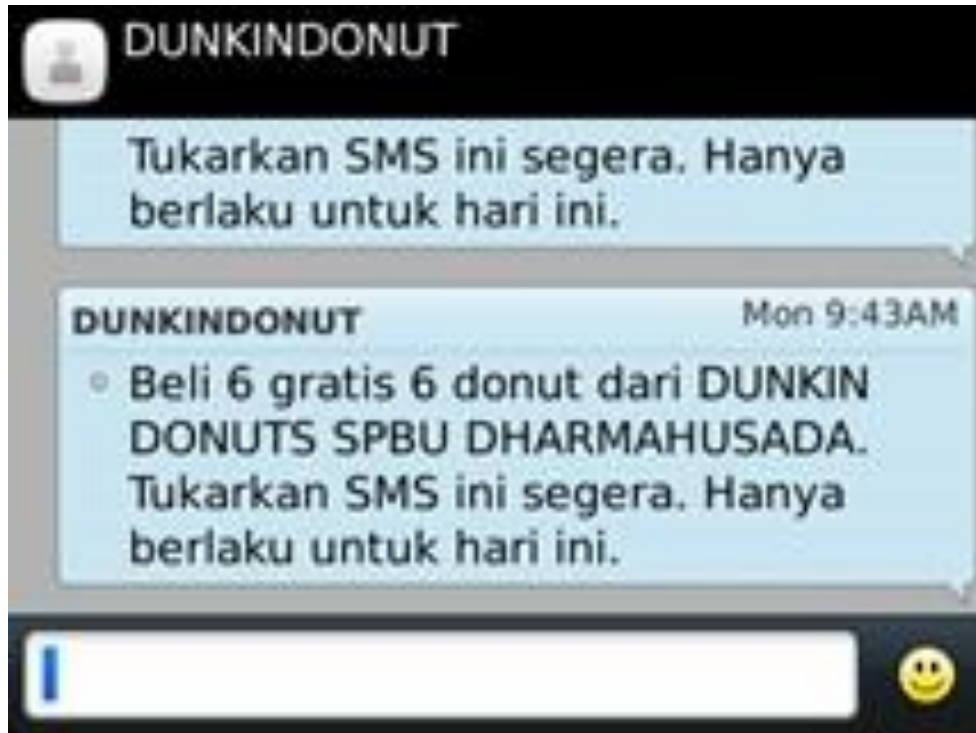 DUNKINDONUT
Tukarkan SMS ini segera. Hanya
berlaku untuk hari ini.
DUNKINDONUT Mon 9:43AM
Beli 6 gratis 6 donut dari DUNKIN
DONUTS SPBU DHARMAHUSADA.
Tukarkan SMS ini segera. Hanya
berlaku untuk hari ini.